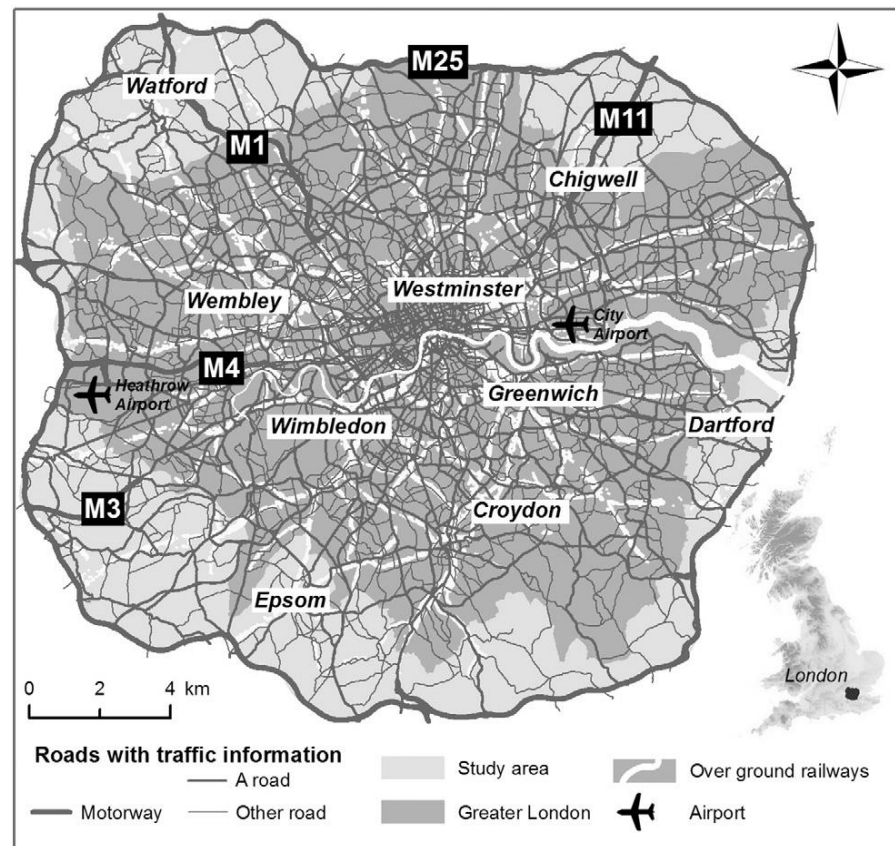 M25
Watford
M11
M1
Chigwell
Westminster
Wembley
City
Airport
M4
Heathrow
Airport
Greenwich
Wimbledon
Dartford
M3
Croydon
Epsom
London
0 2 4 km
Roads with traffic information
A road
Motorway
Other road
Study area
Greater London
Over ground railways
Airport